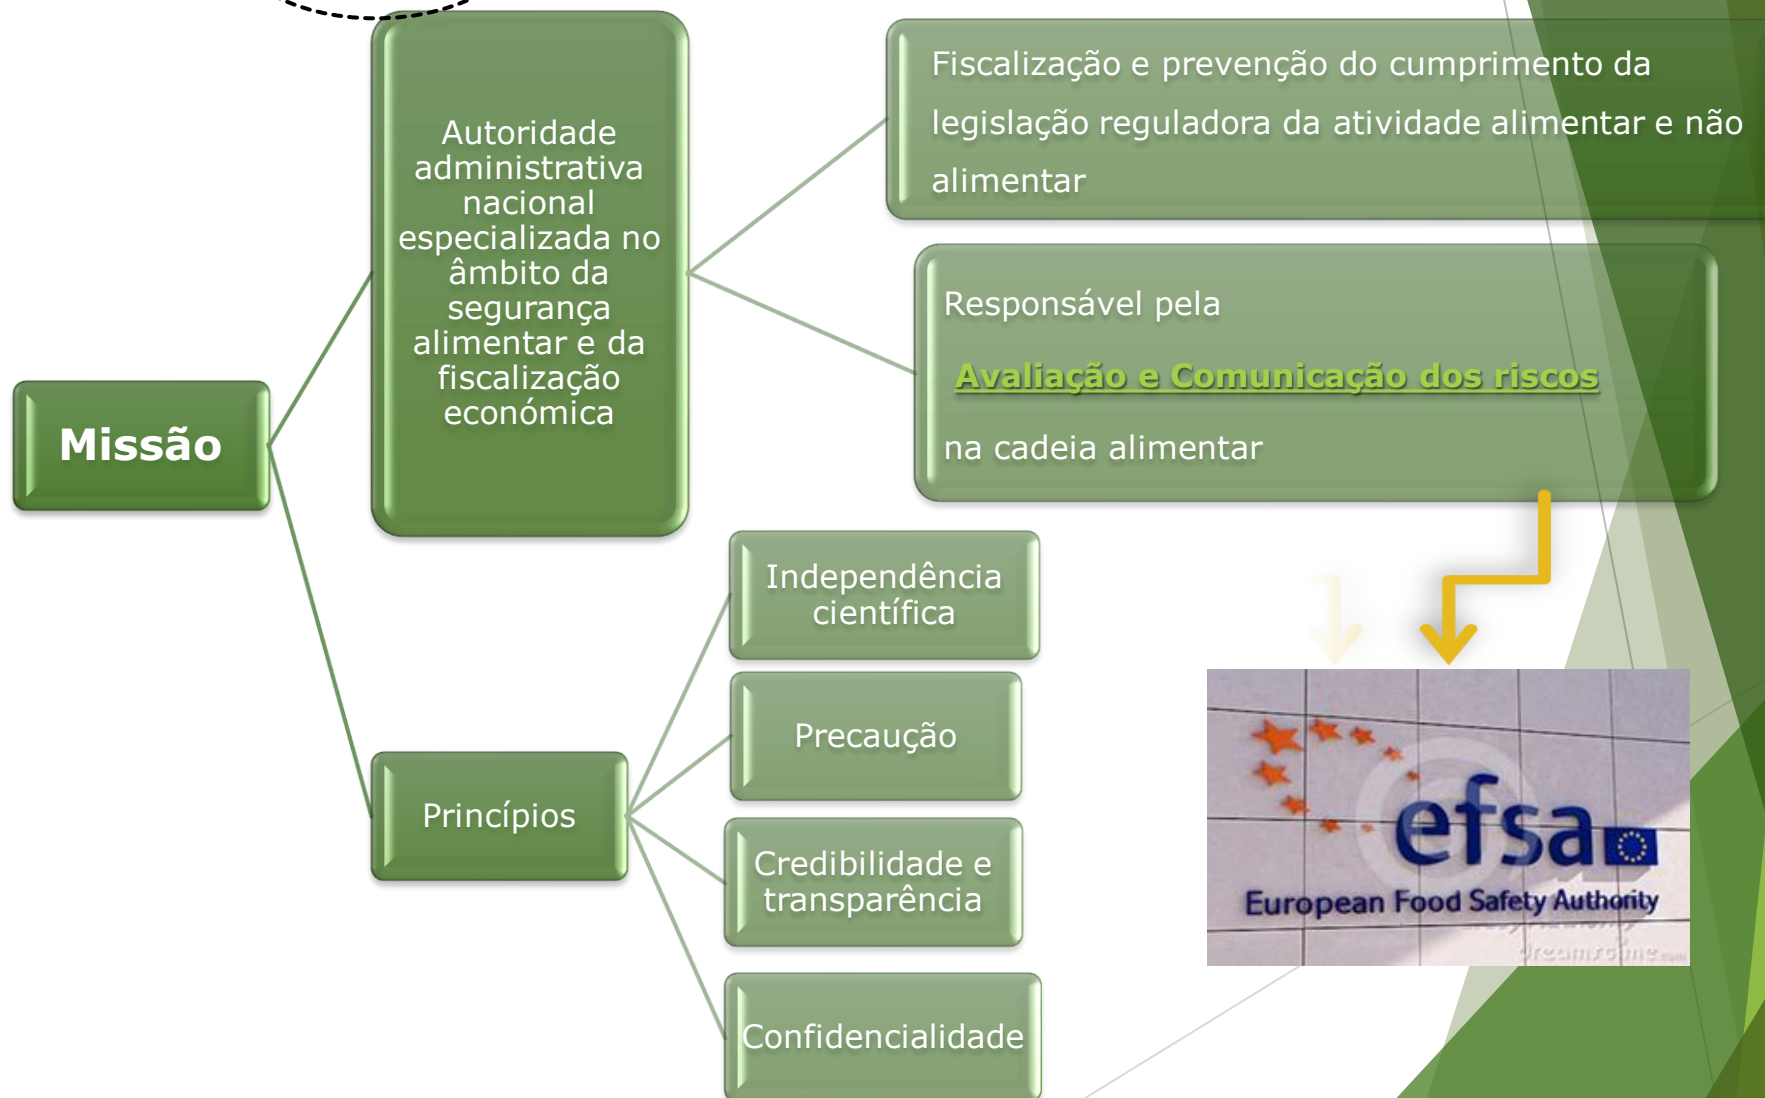 Missão
Autoridade
administrativa
nacional
especializada no
âmbito da
segurança
alimentar e da
fiscalização
económica
Fiscalização e prevenção do cumprimento da
legislação reguladora da atividade alimentar e não
alimentar
Responsável pela
Avaliação e Comunicação dos riscos
na cadeia alimentar
Princípios
Independência
científica
Precaução
Credibilidade e
transparência
Confidencialidade
efsa
European Food Safety Authority
dreamstime.com